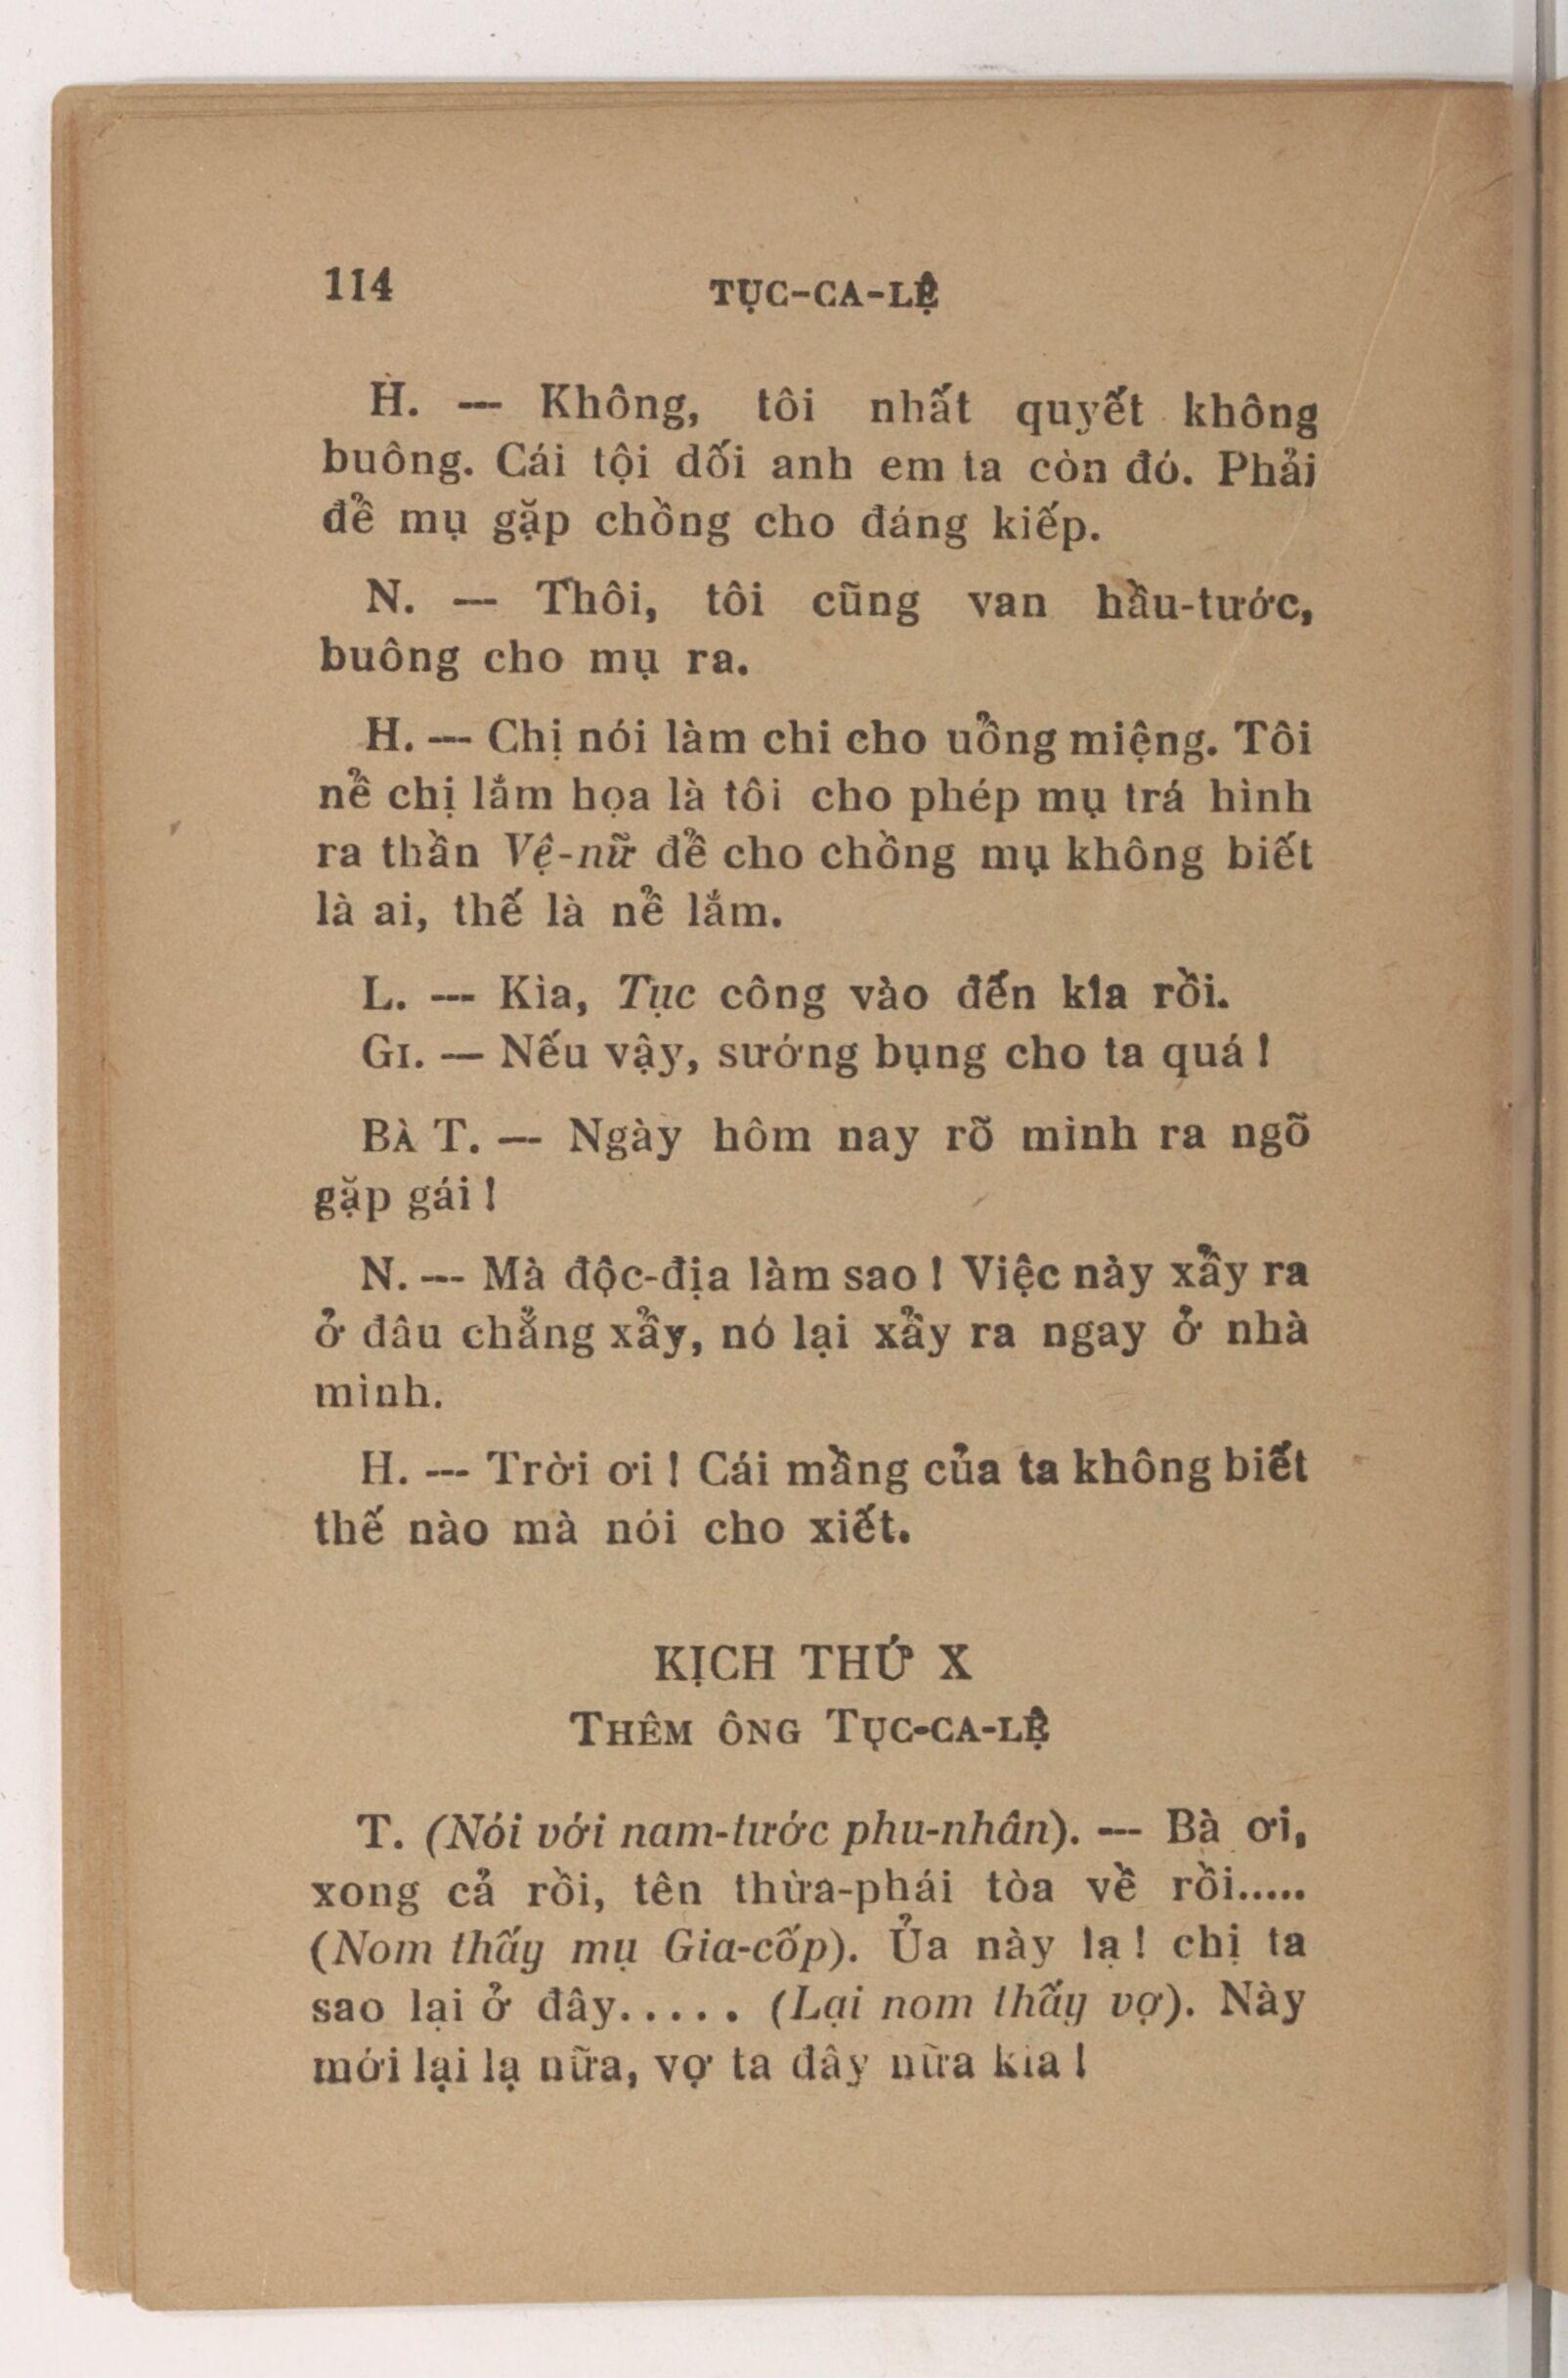 114
TỤC-CA-LỆ
H. — Không, tôi nhất quyết không
buông. Cái tội dối anh em ta còn đó. Phải
để mụ gặp chồng cho đáng kiếp.
N. — Thôi, tôi cũng van hầu-tước,
buông cho mụ ra.
H. — Chị nói làm chi cho uổng miệng. Tôi
nể chị lắm họa là tôi cho phép mụ trá hình
ra thần Vệ-nữ để cho chồng mụ không biết
là ai, thế là nể lắm.
L. — Kìa, Tục công vào đến kìa rồi.
GI. — Nếu vậy, sướng bụng cho ta quá !
BÀ T. — Ngày hôm nay rõ mình ra ngõ
gặp gái !
N. — Mà độc-địa làm sao ! Việc này xẩy ra
ở đâu chẳng xẩy, nó lại xẩy ra ngay ở nhà
mình.
H. — Trời ơi ! Cái mầng của ta không biết
thế nào mà nói cho xiết.
KỊCH THỨ X
THÊM ÔNG TỤC-CA-LỆ
T. (Nói với nam-tước phu-nhân). — Bà ơi,
xong cả rồi, tên thừa-phái tòa về rồi.....
(Nom thấy mụ Gia-cốp). Ủa này lạ ! chị ta
sao lại ở đây..... (Lại nom thấy vợ). Này
mới lại lạ nữa, vợ ta đây nữa kia !